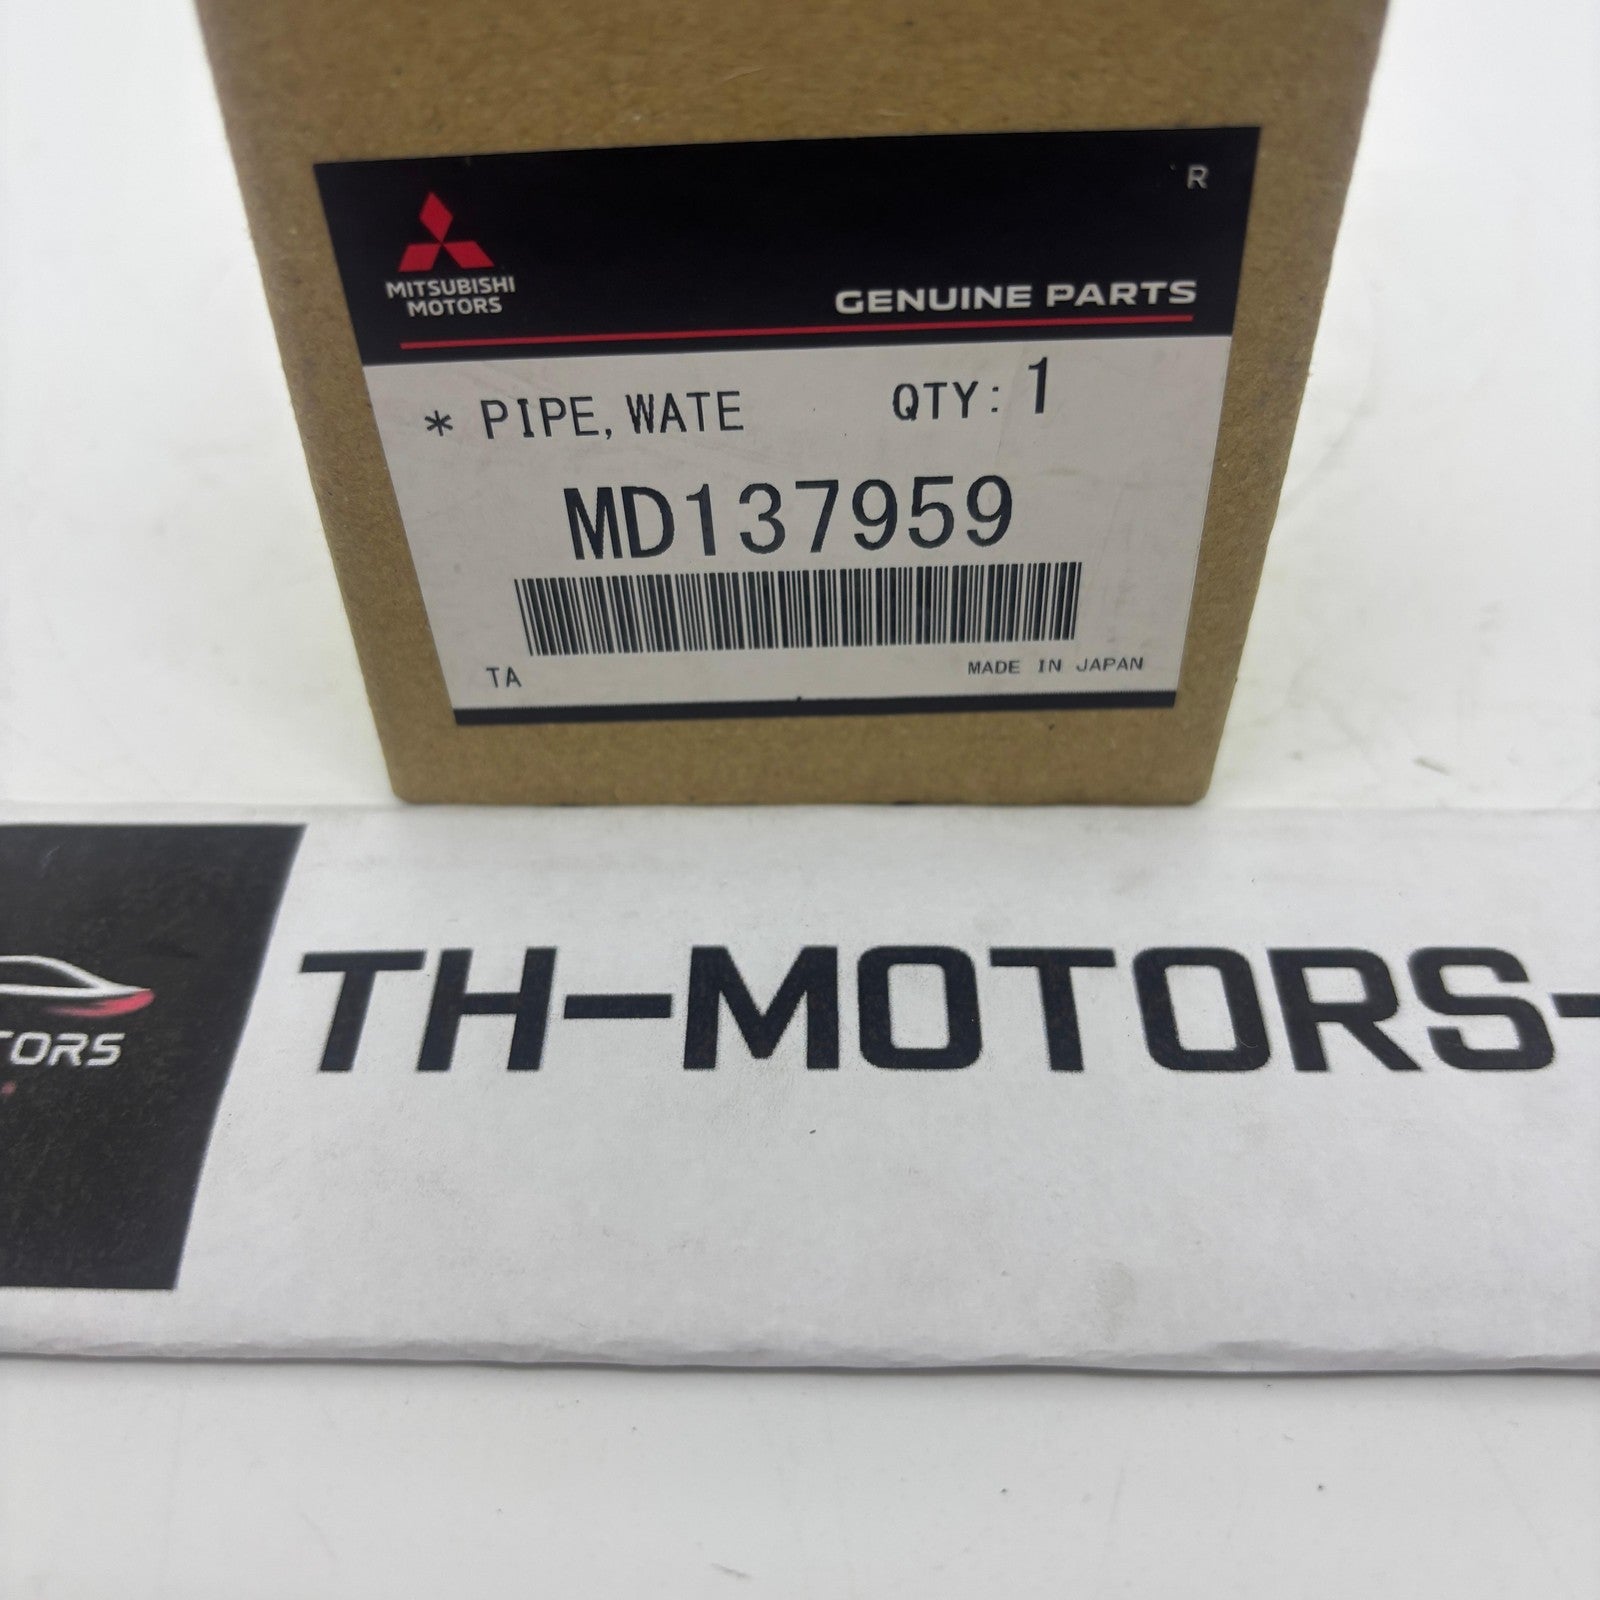 R
MITSUBISHI
MOTORS
GENUINE PARTS
* PIPE, WATE QTY: 1
MD137959
TA MADE IN JAPAN
TORS
TH-MOTORS-